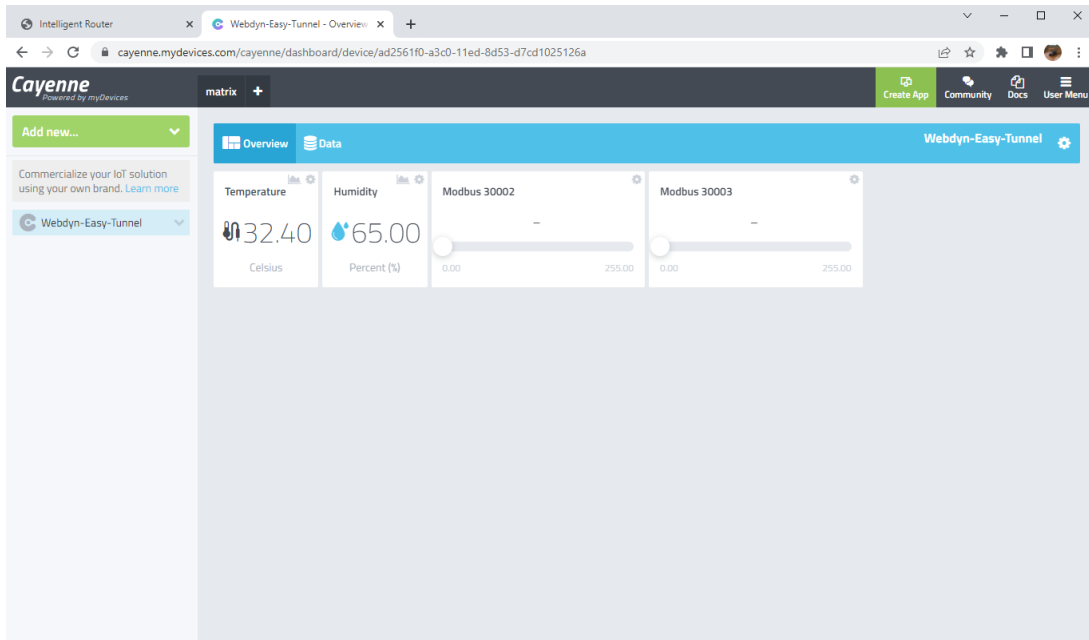 Intelligent Router
Webdyn-Easy-Tunnel - Overview
cayenne.mydevices.com/cayenne/dashboard/device/ad2561f0-a3c0-11ed-8d53-d7cd1025126a
Cayenne
Powered by myDevices
matrix
Create App
Community
Docs
User Menu
Add new...
Commercialize your IoT solution
using your own brand. Learn more
Webdyn-Easy-Tunnel
Overview
Data
Webdyn-Easy-Tunnel
Temperature
32.40
Celsius
Humidity
65.00
Percent (%)
Modbus 30002
–
0.00 255.00
Modbus 30003
–
0.00 255.00